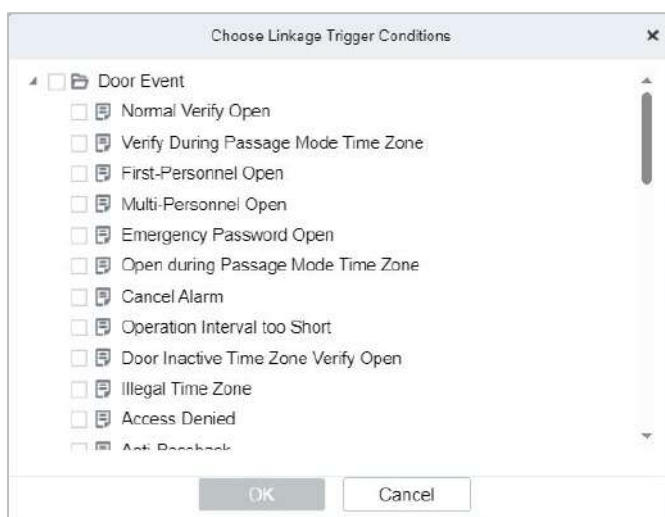 Choose Linkage Trigger Conditions
Door Event
Normal Verify Open
Verify During Passage Mode Time Zone
First-Personnel Open
Multi-Personnel Open
Emergency Password Open
Open during Passage Mode Time Zone
Cancel Alarm
Operation Interval too Short
Door Inactive Time Zone Verify Open
Illegal Time Zone
Access Denied
Anti-Passback
OK Cancel